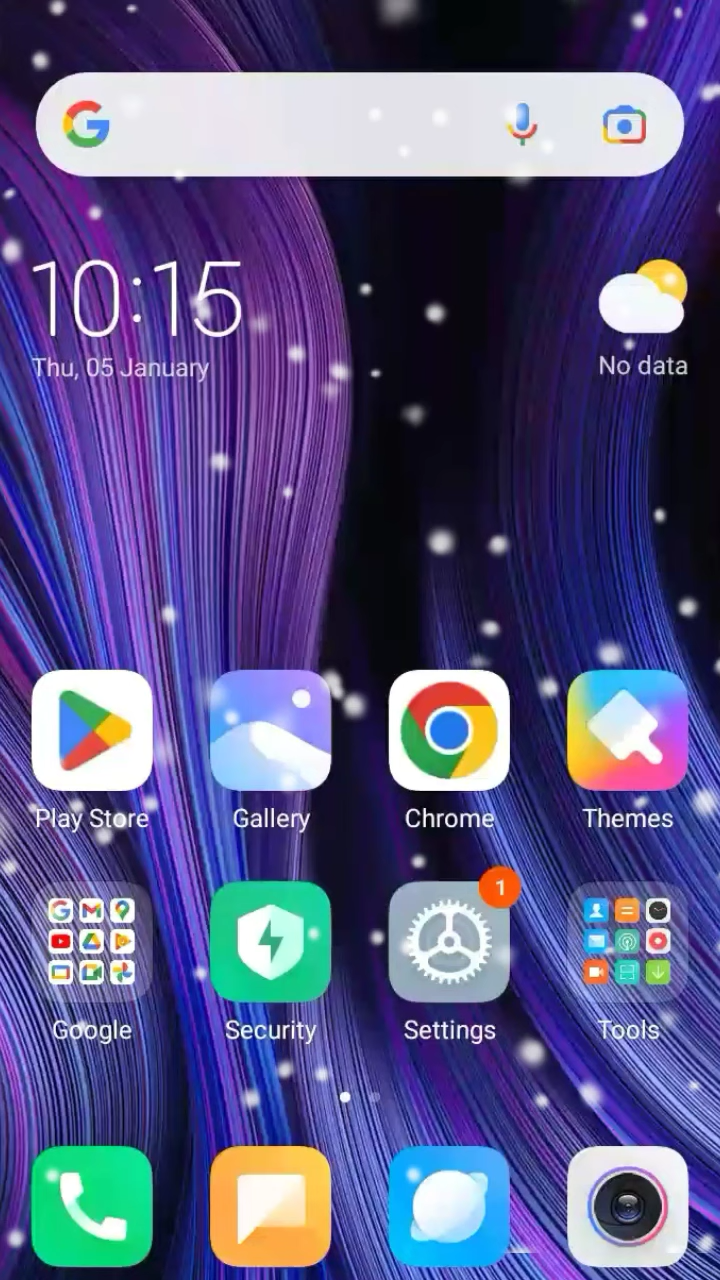 10:15
Thu, 05 January
No data
Play Store
Gallery
Chrome
Themes
1
Google
Security
Settings
Tools